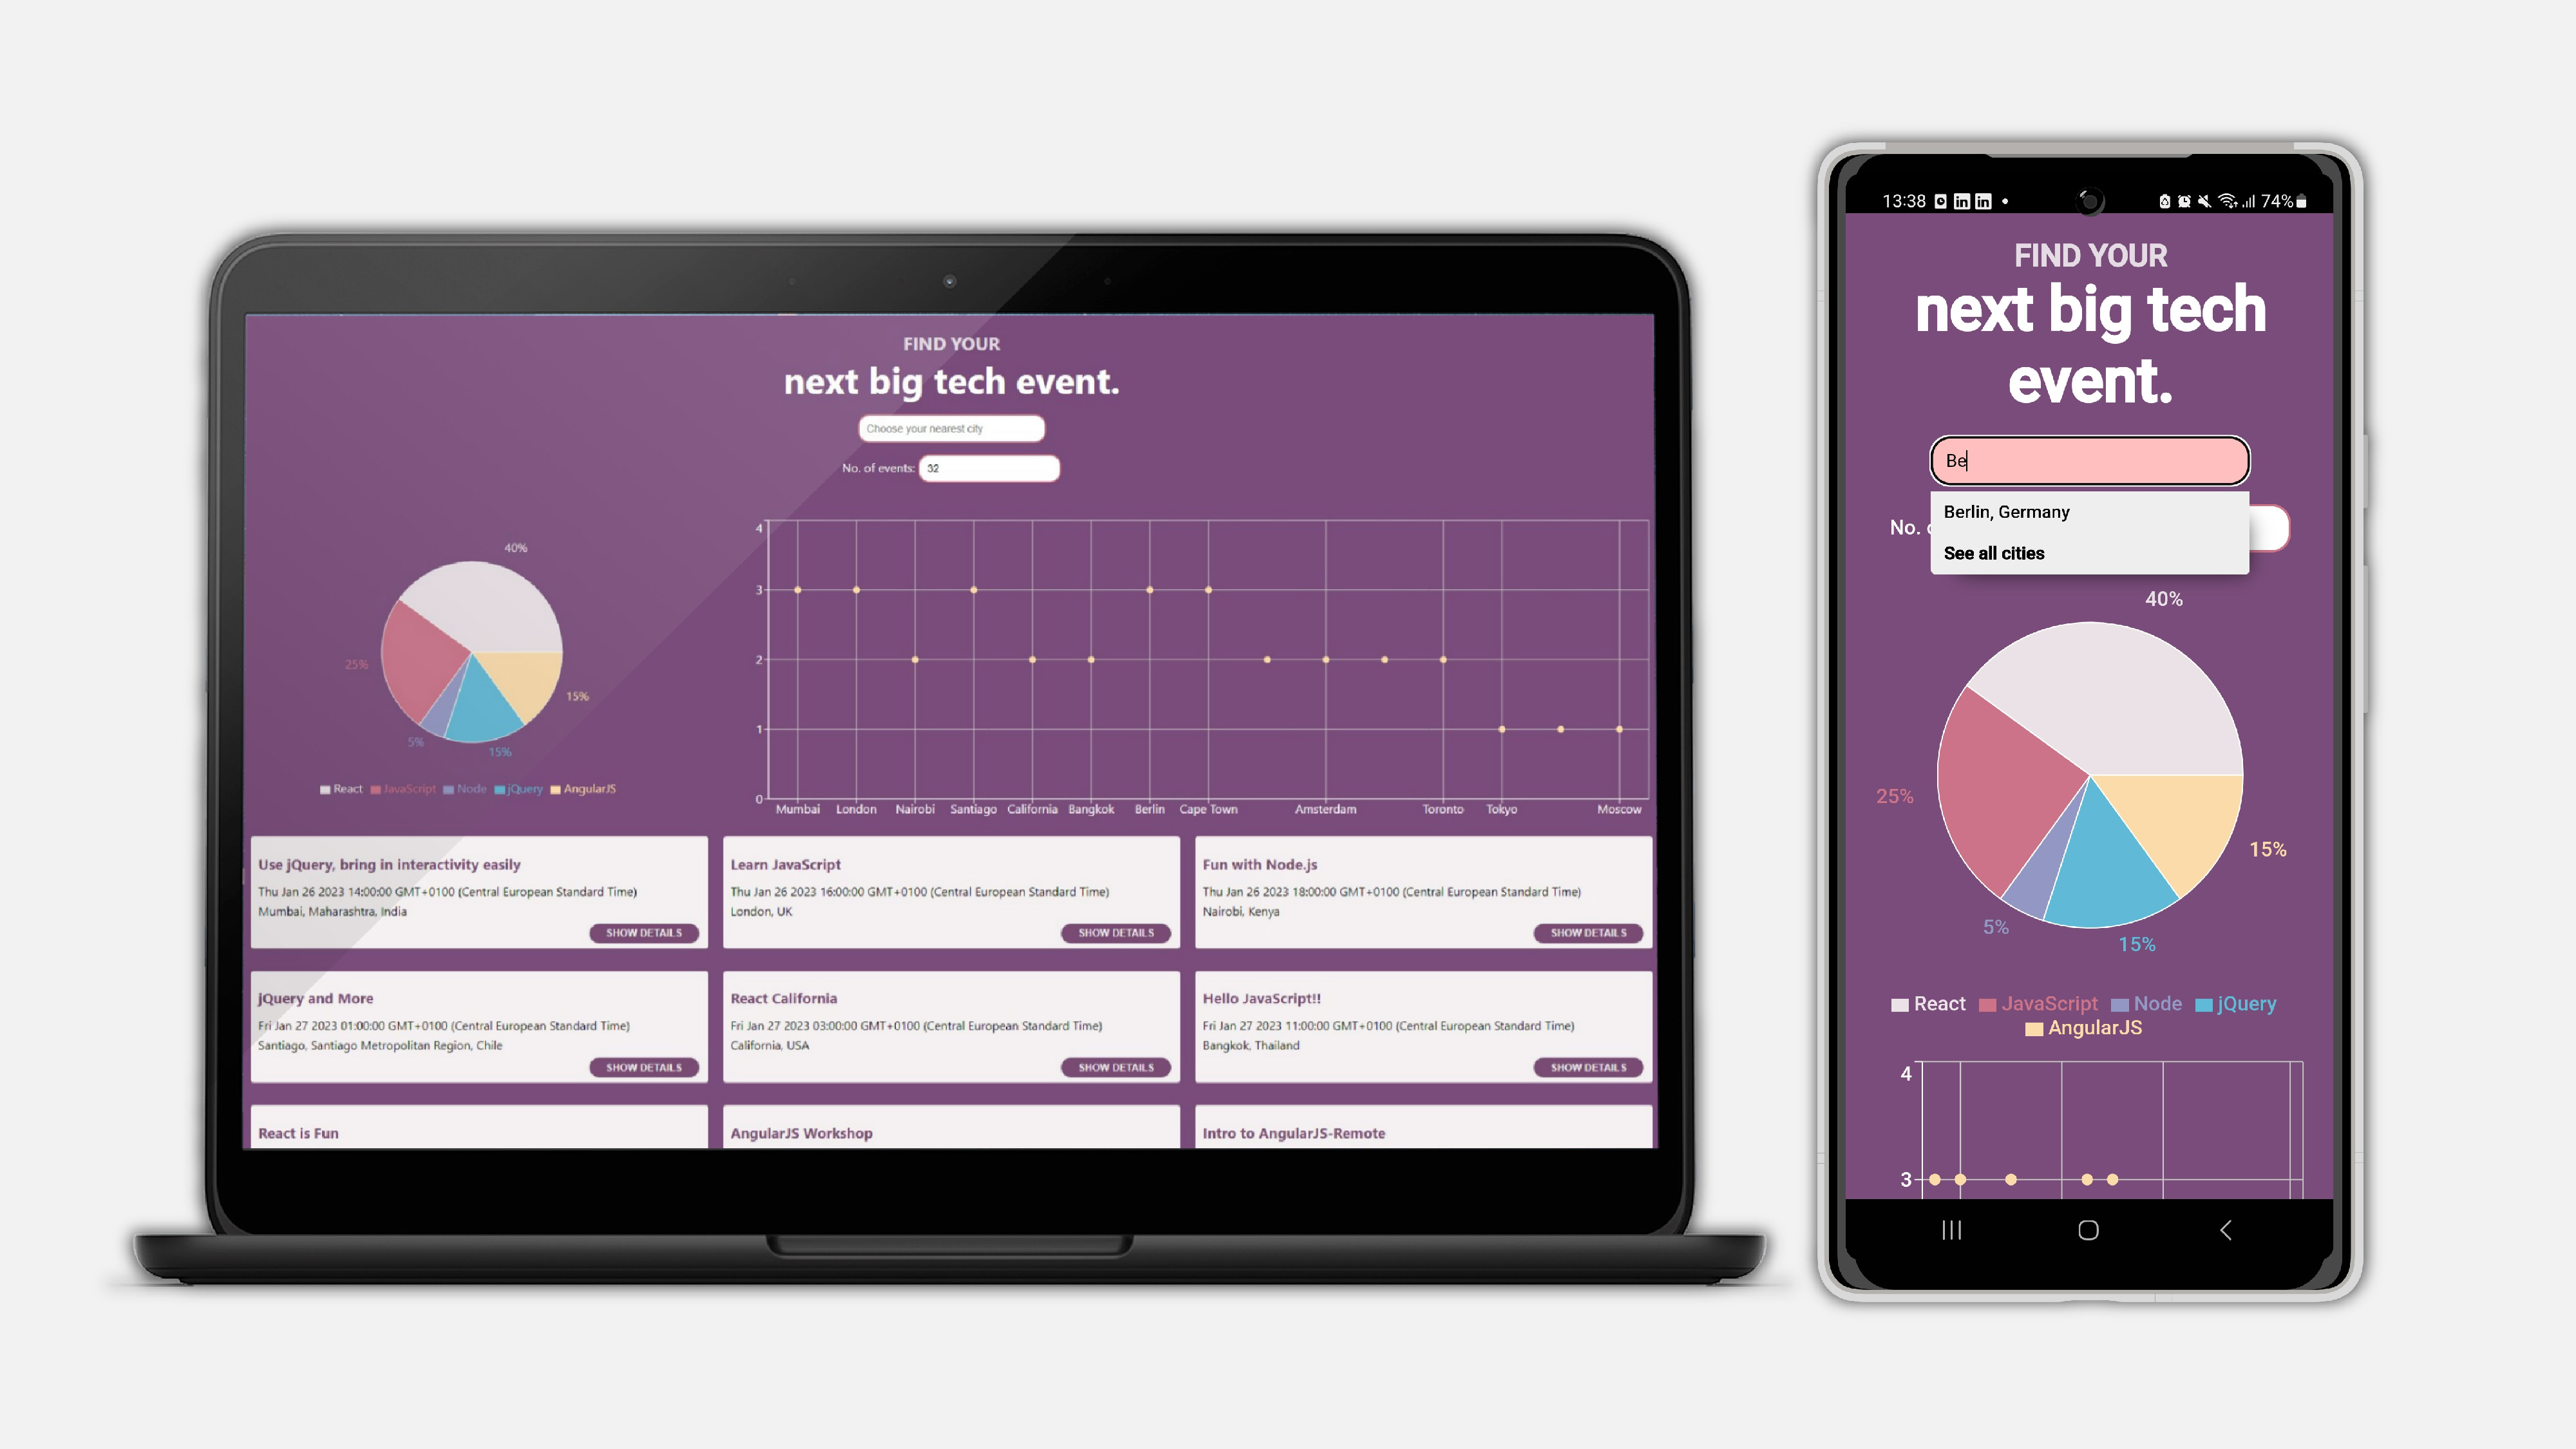 FIND YOUR
next big tech event.
Choose your nearest city
No. of events: 32
40%
25%
15%
5%
15%
React JavaScript Node jQuery AngularJS
4
3
2
1
0
Mumbai London Nairobi Santiago California Bangkok Berlin Cape Town Amsterdam Toronto Tokyo Moscow
Use jQuery, bring in interactivity easily
Thu Jan 26 2023 14:00:00 GMT+0100 (Central European Standard Time)
Mumbai, Maharashtra, India
SHOW DETAILS
Learn JavaScript
Thu Jan 26 2023 16:00:00 GMT+0100 (Central European Standard Time)
London, UK
SHOW DETAILS
Fun with Node.js
Thu Jan 26 2023 18:00:00 GMT+0100 (Central European Standard Time)
Nairobi, Kenya
SHOW DETAILS
jQuery and More
Fri Jan 27 2023 01:00:00 GMT+0100 (Central European Standard Time)
Santiago, Santiago Metropolitan Region, Chile
SHOW DETAILS
React California
Fri Jan 27 2023 03:00:00 GMT+0100 (Central European Standard Time)
California, USA
SHOW DETAILS
Hello JavaScript!!
Fri Jan 27 2023 11:00:00 GMT+0100 (Central European Standard Time)
Bangkok, Thailand
SHOW DETAILS
React is Fun
AngularJS Workshop
Intro to AngularJS-Remote
13:38 in in 74%
FIND YOUR
next big tech
event.
Be
Berlin, Germany
No.
See all cities
40%
25%
15%
5%
15%
React JavaScript Node jQuery
AngularJS
4
3